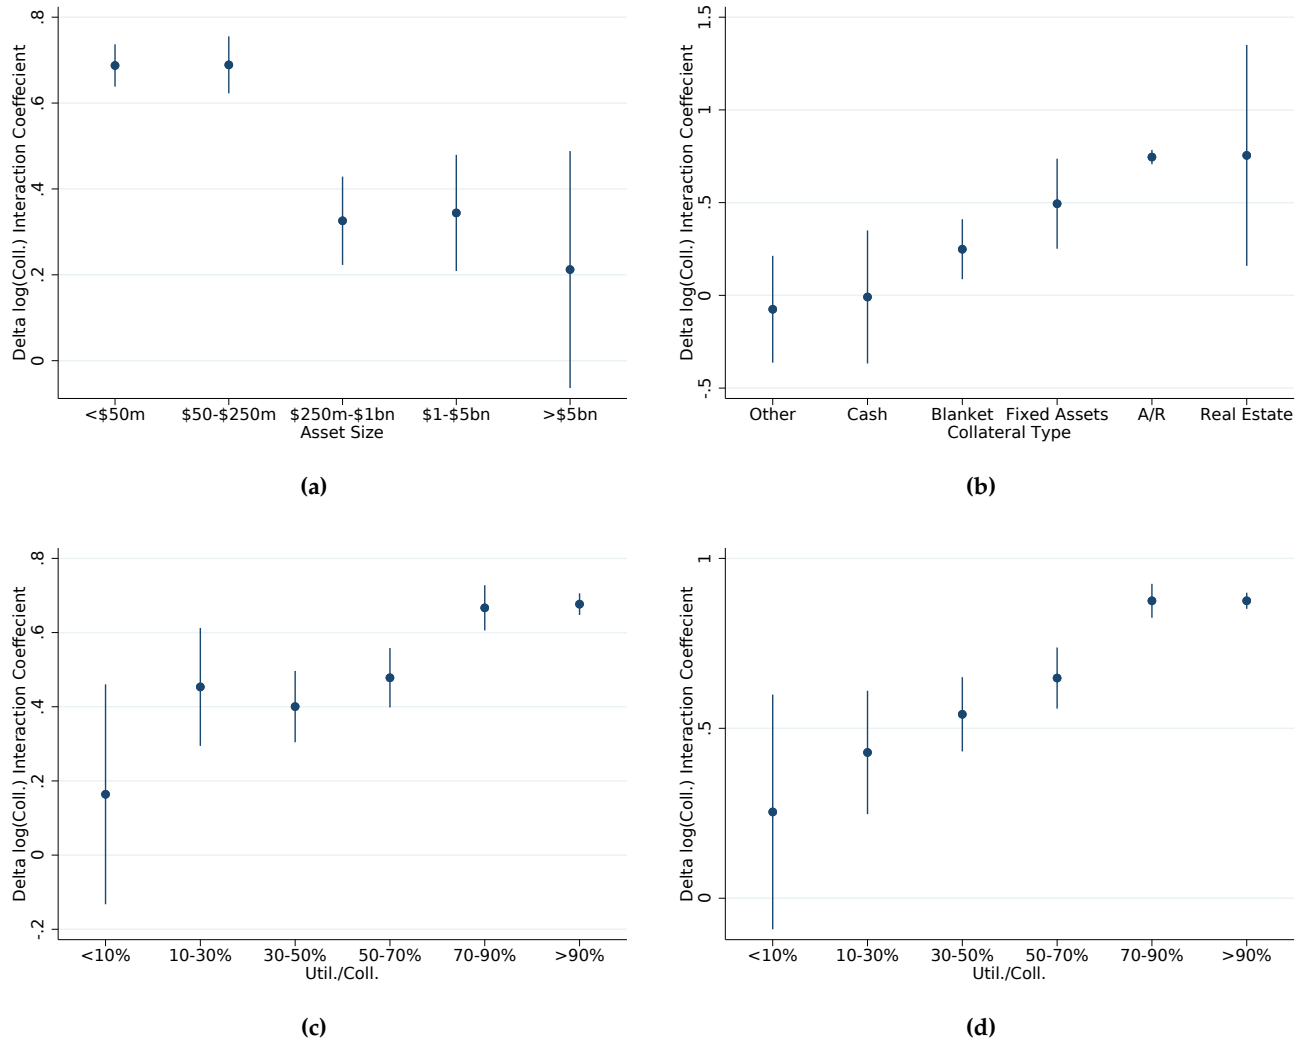 Delta log(Coll.) Interaction Coeffecient
.8
.6
.4
.2
0
<$50m $50-$250m $250m-$1bn $1-$5bn >$5bn
Asset Size
(a)
Delta log(Coll.) Interaction Coeffecient
1.5
1
.5
0
-.5
Other Cash Blanket Fixed Assets A/R Real Estate
Collateral Type
(b)
Delta log(Coll.) Interaction Coeffecient
.8
.6
.4
.2
0
-.2
<10% 10-30% 30-50% 50-70% 70-90% >90%
Util./Coll.
(c)
Delta log(Coll.) Interaction Coeffecient
1
.5
0
<10% 10-30% 30-50% 50-70% 70-90% >90%
Util./Coll.
(d)